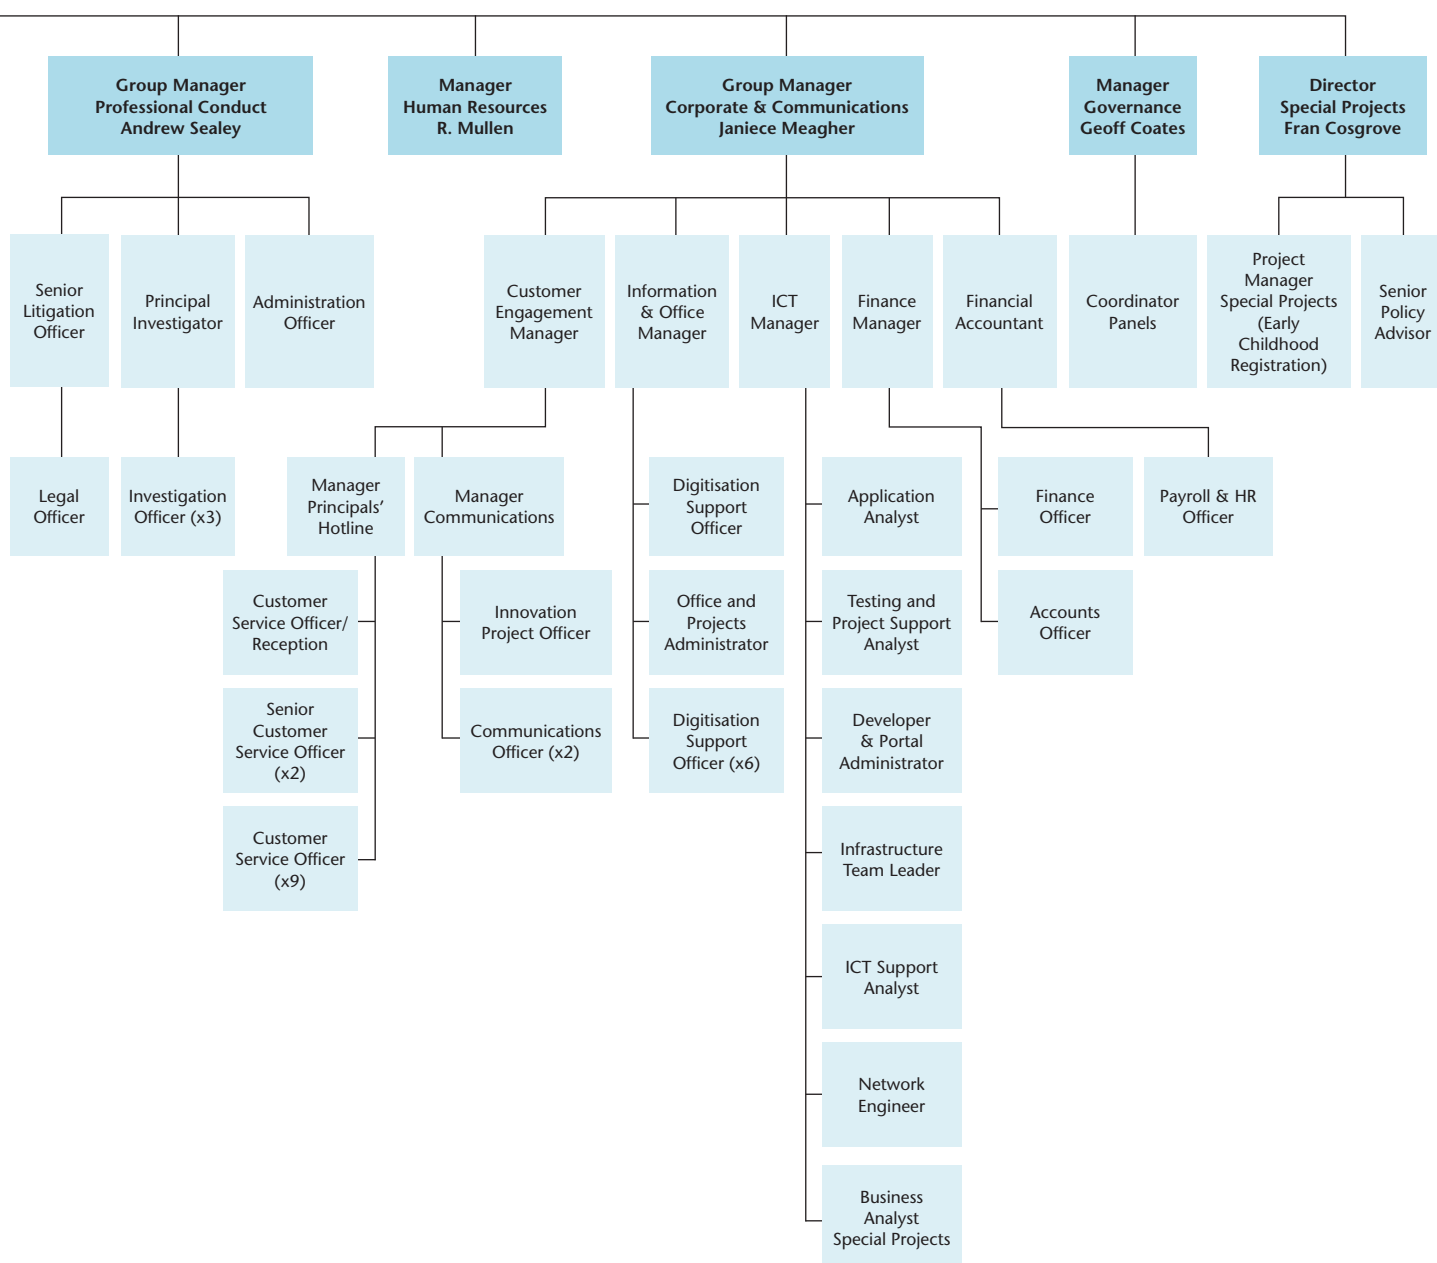 Group Manager
Professional Conduct
Andrew Sealey
Manager
Human Resources
R. Mullen
Group Manager
Corporate & Communications
Janiece Meagher
Manager
Governance
Geoff Coates
Director
Special Projects
Fran Cosgrove
Senior
Litigation
Officer
Principal
Investigator
Administration
Officer
Customer
Engagement
Manager
Information
& Office
Manager
ICT
Manager
Finance
Manager
Financial
Accountant
Coordinator
Panels
Project
Manager
Special Projects
(Early
Childhood
Registration)
Senior
Policy
Advisor
Legal
Officer
Investigation
Officer (x3)
Manager
Principals’
Hotline
Manager
Communications
Digitisation
Support
Officer
Application
Analyst
Finance
Officer
Payroll & HR
Officer
Customer
Service Officer/
Reception
Innovation
Project Officer
Office and
Projects
Administrator
Testing and
Project Support
Analyst
Accounts
Officer
Senior
Customer
Service Officer
(x2)
Communications
Officer (x2)
Digitisation
Support
Officer (x6)
Developer
& Portal
Administrator
Customer
Service Officer
(x9)
Infrastructure
Team Leader
ICT Support
Analyst
Network
Engineer
Business
Analyst
Special Projects